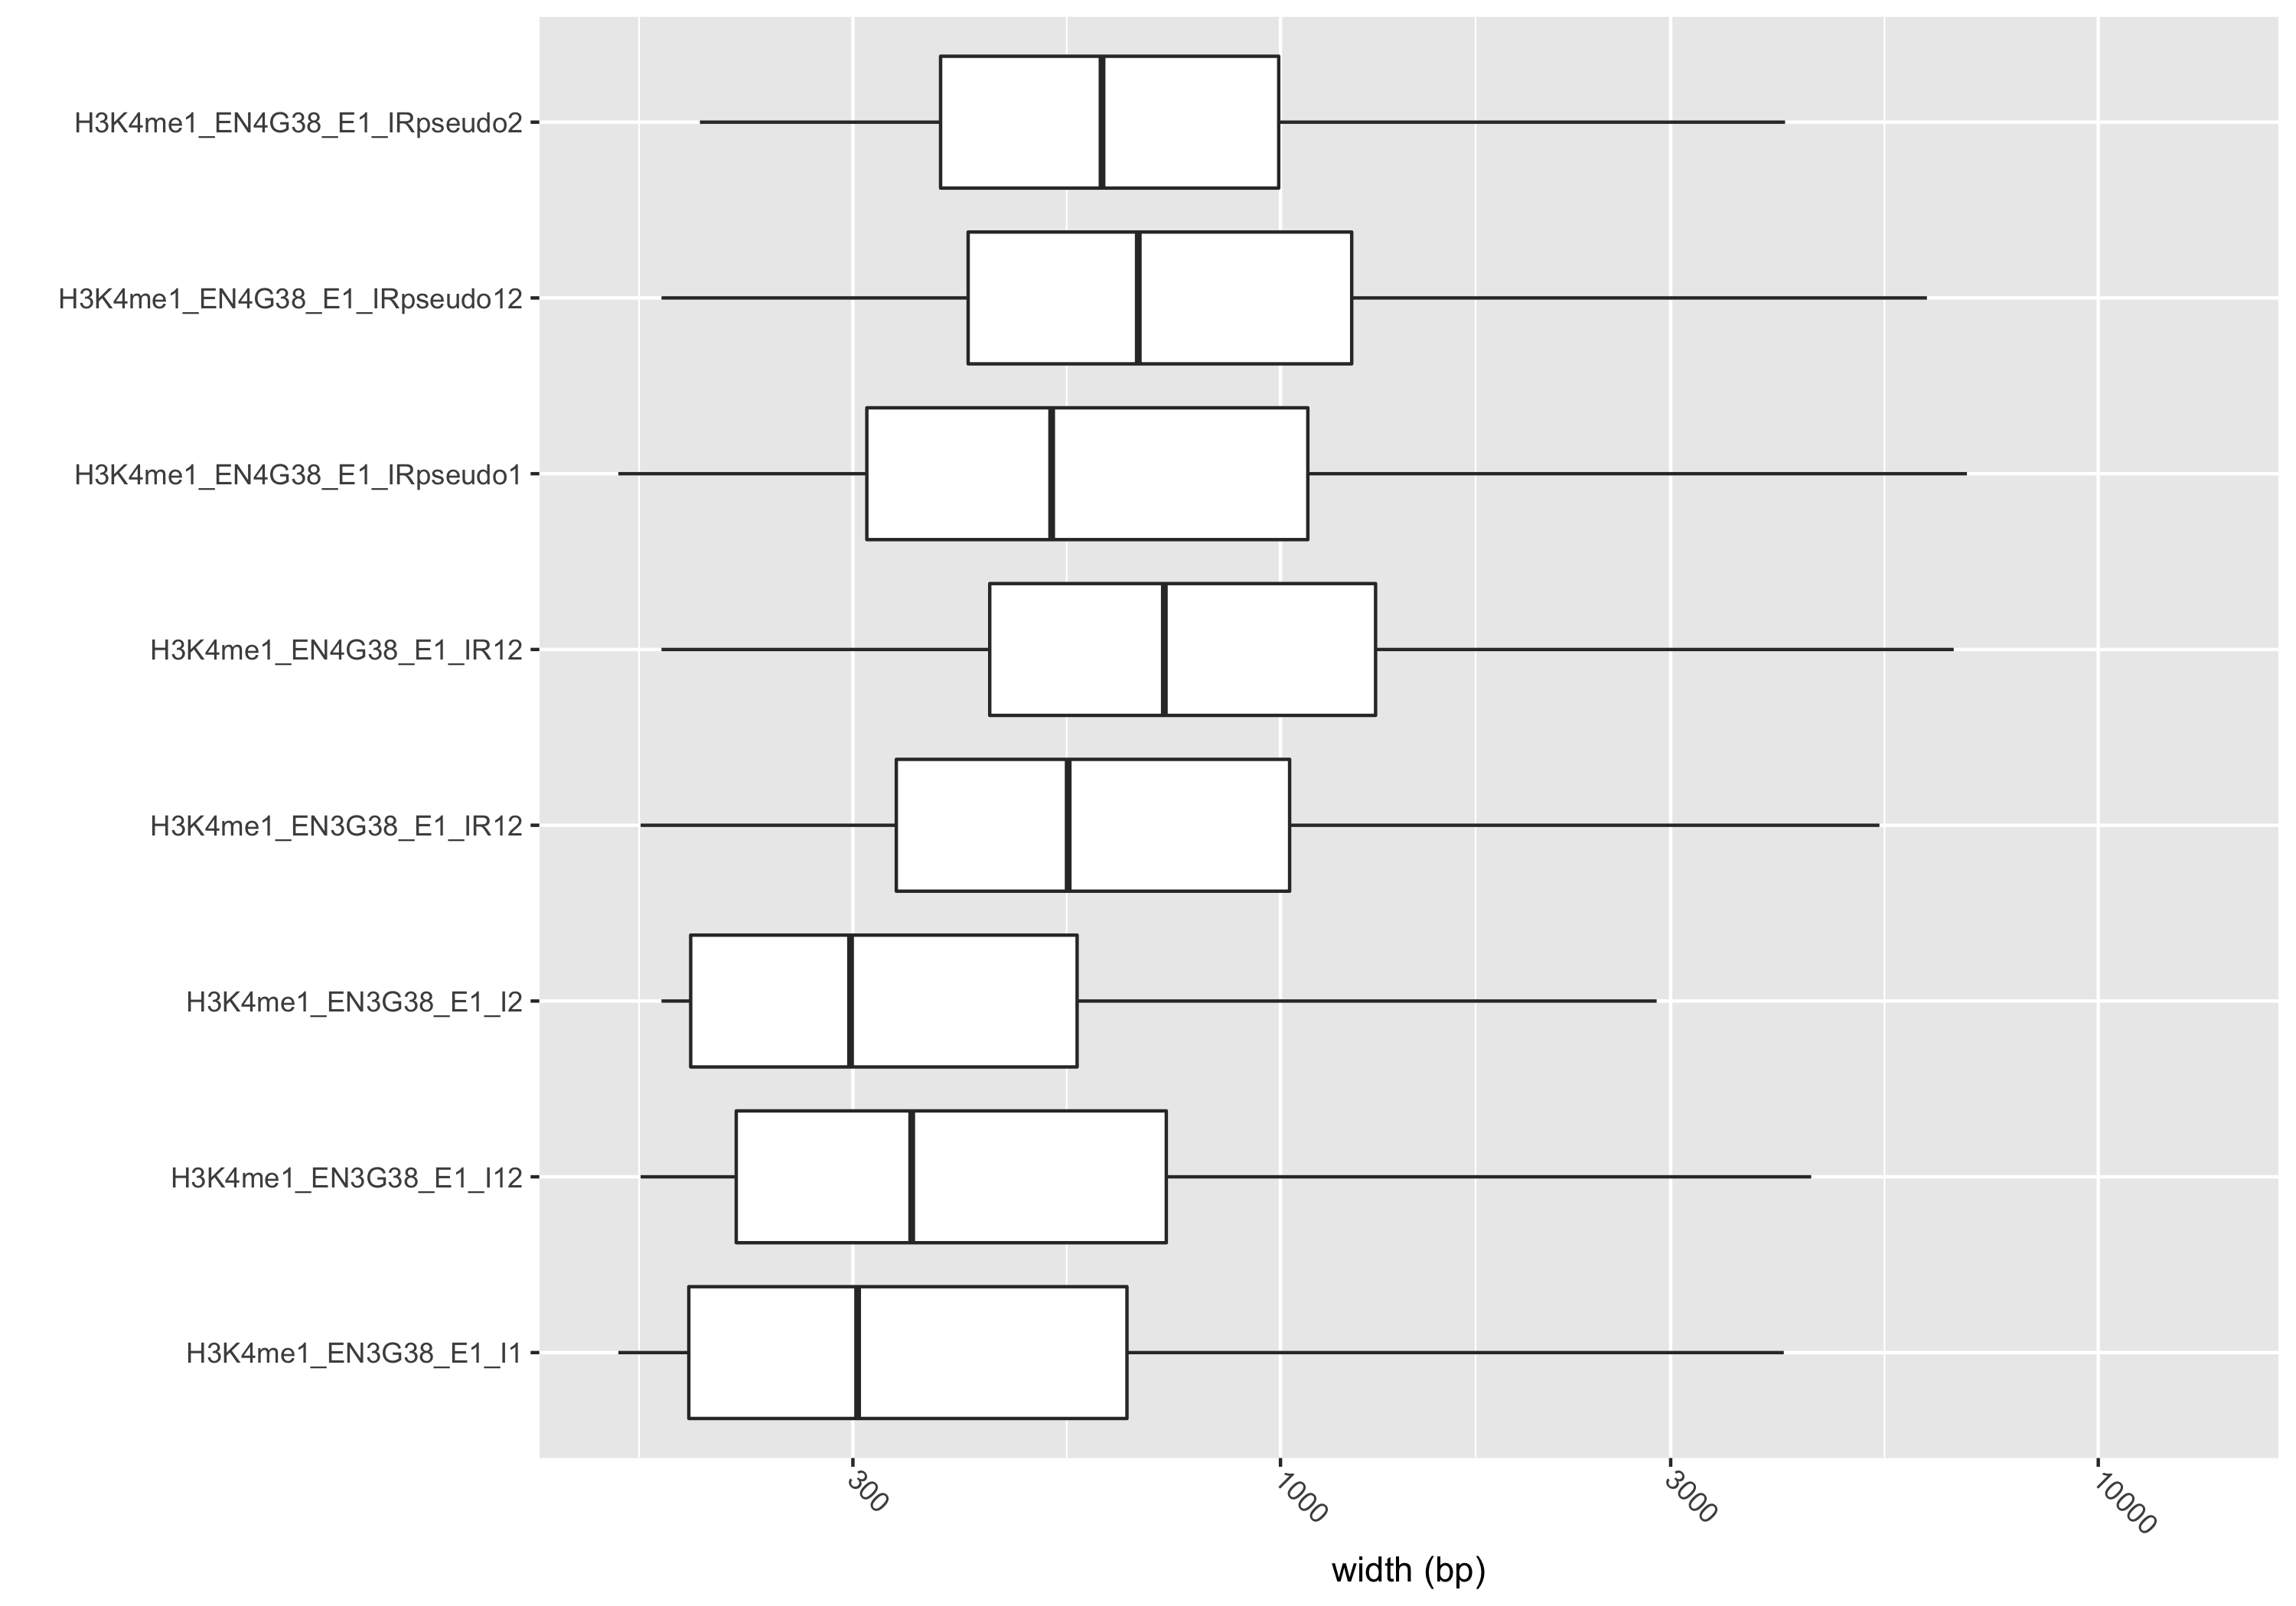 H3K4me1_EN4G38_E1_IRpseudo2
H3K4me1_EN4G38_E1_IRpseudo12
H3K4me1_EN4G38_E1_IRpseudo1
H3K4me1_EN4G38_E1_IR12
H3K4me1_EN3G38_E1_IR12
H3K4me1_EN3G38_E1_I2
H3K4me1_EN3G38_E1_I12
H3K4me1_EN3G38_E1_I1
300 1000 3000 10000
width (bp)